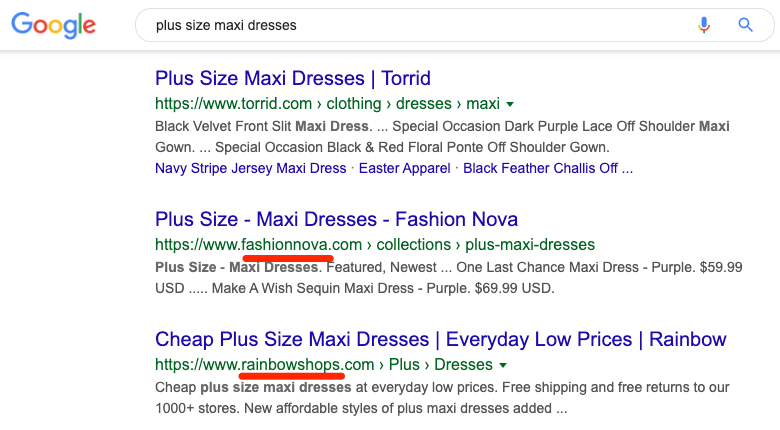 Google
plus size maxi dresses
Plus Size Maxi Dresses | Torrid
https://www.torrid.com › clothing › dresses › maxi
Black Velvet Front Slit Maxi Dress. ... Special Occasion Dark Purple Lace Off Shoulder Maxi
Gown. ... Special Occasion Black & Red Floral Ponte Off Shoulder Gown.
Navy Stripe Jersey Maxi Dress · Easter Apparel · Black Feather Challis Off ...
Plus Size - Maxi Dresses - Fashion Nova
https://www.fashionnova.com › collections › plus-maxi-dresses
Plus Size - Maxi Dresses. Featured, Newest ... One Last Chance Maxi Dress - Purple. $59.99
USD ..... Make A Wish Sequin Maxi Dress - Purple. $69.99 USD.
Cheap Plus Size Maxi Dresses | Everyday Low Prices | Rainbow
https://www.rainbowshops.com › Plus › Dresses
Cheap plus size maxi dresses at everyday low prices. Free shipping and free returns to our
1000+ stores. New affordable styles of plus maxi dresses added ...